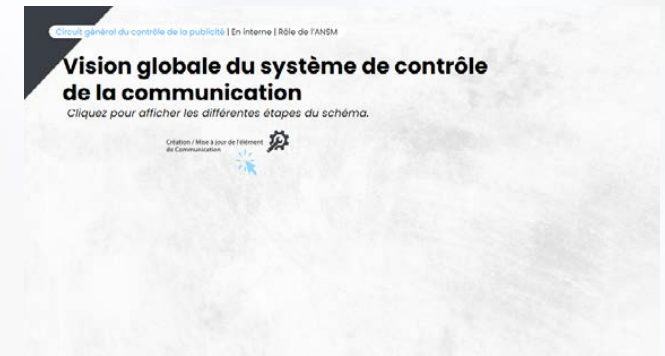 Circuit général du contrôle de la publicité | En interne | Rôle de l'ANSM
Vision globale du système de contrôle
de la communication
Cliquez pour afficher les différentes étapes du schéma.
Création / Mise à jour de l'élément
de Communication